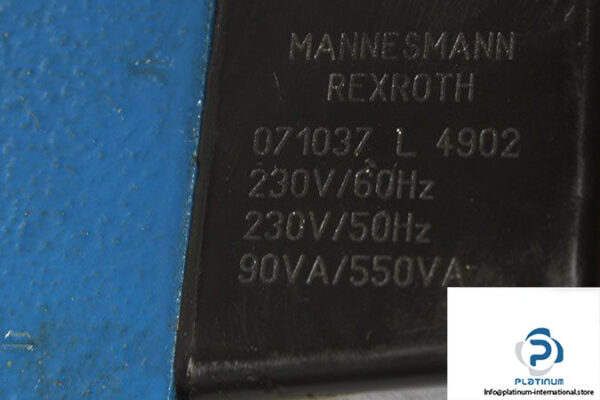 MANNESMANN
REXROTH
071037 L 4902
230V/60Hz
230V/50Hz
90VA/550VA
PLATINUM
Info@platinum-international.store